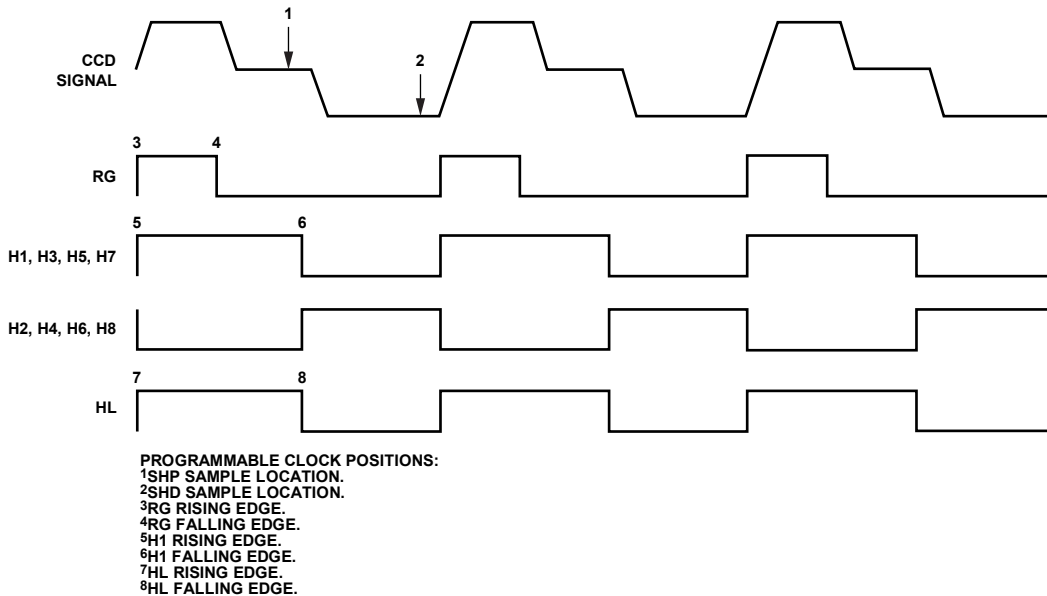 1
2
CCD
SIGNAL
3
4
RG
5
6
H1, H3, H5, H7
H2, H4, H6, H8
7
8
HL
PROGRAMMABLE CLOCK POSITIONS:
1SHP SAMPLE LOCATION.
2SHD SAMPLE LOCATION.
3RG RISING EDGE.
4RG FALLING EDGE.
5H1 RISING EDGE.
6H1 FALLING EDGE.
7HL RISING EDGE.
8HL FALLING EDGE.